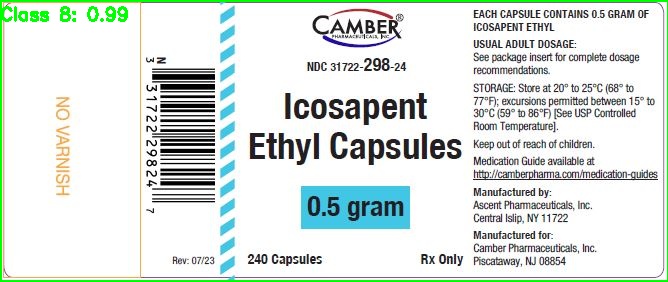 Class 8: 0.99
NO VARNISH
N
3
31722 29824
7
Rev: 07/23
CAMBER®
PHARMACEUTICALS, INC.
NDC 31722-298-24
Icosapent
Ethyl Capsules
0.5 gram
240 Capsules
Rx Only
EACH CAPSULE CONTAINS 0.5 GRAM OF
ICOSAPENT ETHYL
USUAL ADULT DOSAGE:
See package insert for complete dosage
recommendations.
STORAGE: Store at 20° to 25°C (68° to
77°F); excursions permitted between 15° to
30°C (59° to 86°F) [See USP Controlled
Room Temperature].
Keep out of reach of children.
Medication Guide available at
http://camberpharma.com/medication-guides
Manufactured by:
Ascent Pharmaceuticals, Inc.
Central Islip, NY 11722
Manufactured for:
Camber Pharmaceuticals, Inc.
Piscataway, NJ 08854